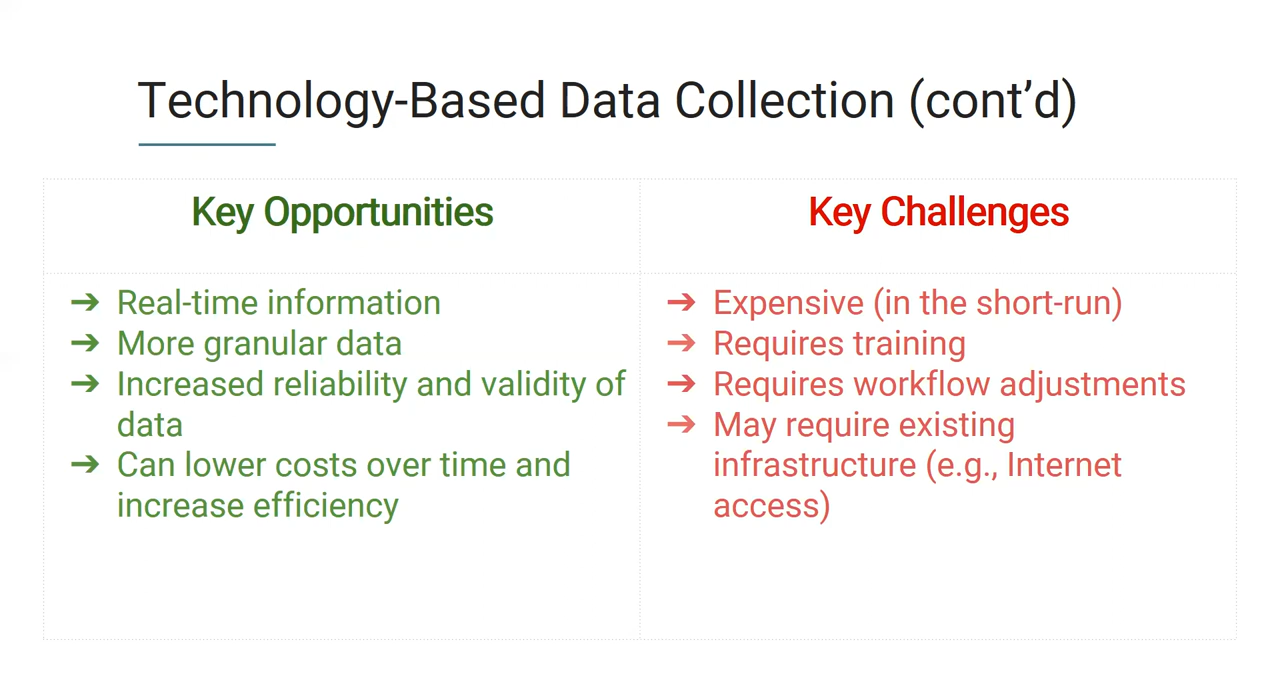 Technology-Based Data Collection (cont’d)
Key Opportunities
➔ Real-time information
➔ More granular data
➔ Increased reliability and validity of
data
➔ Can lower costs over time and
increase efficiency
Key Challenges
➔ Expensive (in the short-run)
➔ Requires training
➔ Requires workflow adjustments
➔ May require existing
infrastructure (e.g., Internet
access)